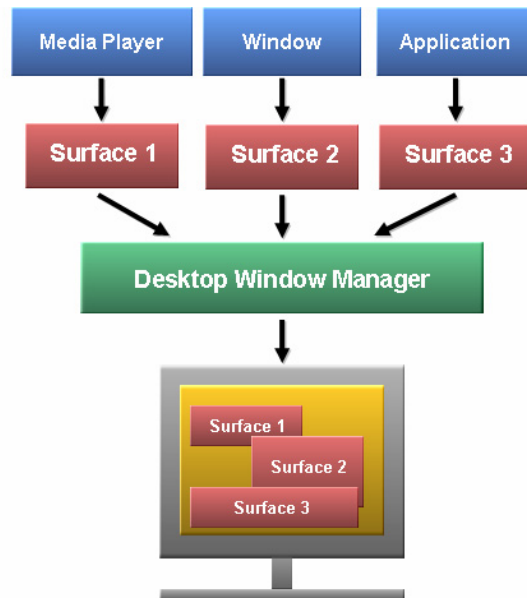 Media Player
Window
Application
Surface 1
Surface 2
Surface 3
Desktop Window Manager
Surface 1
Surface 2
Surface 3